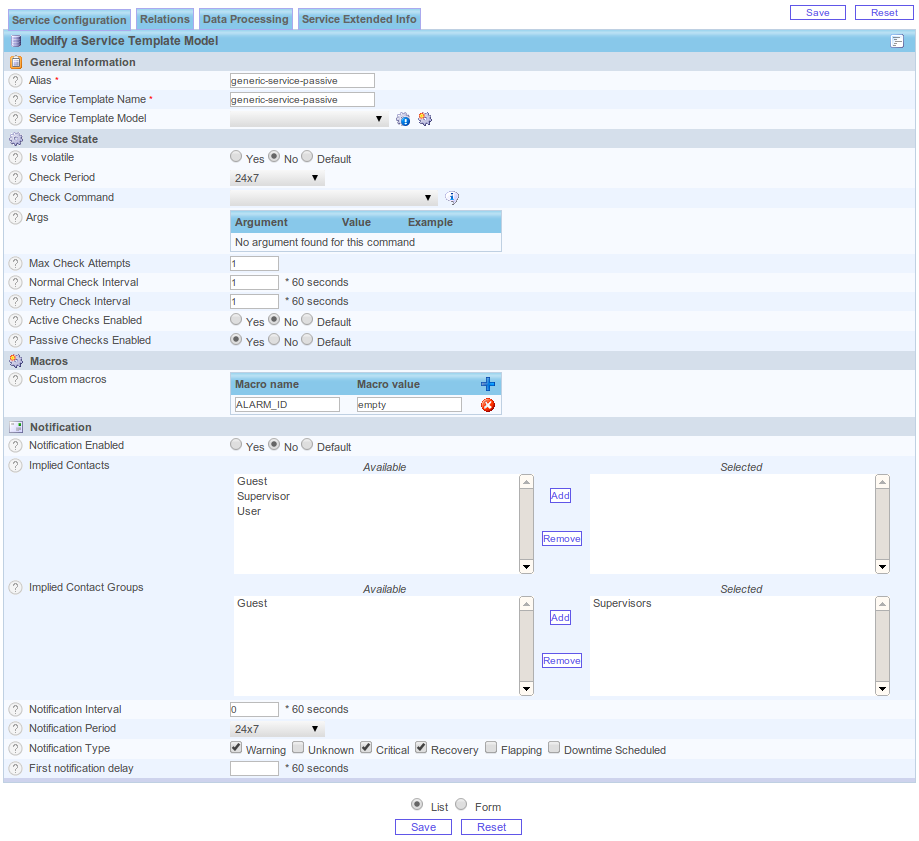 Service Configuration Relations Data Processing Service Extended Info Save Reset
Modify a Service Template Model
General Information
? Alias * generic-service-passive
? Service Template Name * generic-service-passive
? Service Template Model
Service State
? Is volatile Yes No Default
? Check Period 24x7
? Check Command
? Args Argument Value Example
No argument found for this command
? Max Check Attempts 1
? Normal Check Interval 1 * 60 seconds
? Retry Check Interval 1 * 60 seconds
? Active Checks Enabled Yes No Default
? Passive Checks Enabled Yes No Default
Macros
? Custom macros Macro name Macro value
ALARM_ID empty
Notification
? Notification Enabled Yes No Default
? Implied Contacts Available Selected
Guest
Supervisor Add
User
Remove
? Implied Contact Groups Available Selected
Guest Supervisors
Add
Remove
? Notification Interval 0 * 60 seconds
? Notification Period 24x7
? Notification Type Warning Unknown Critical Recovery Flapping Downtime Scheduled
? First notification delay * 60 seconds
List Form
Save Reset